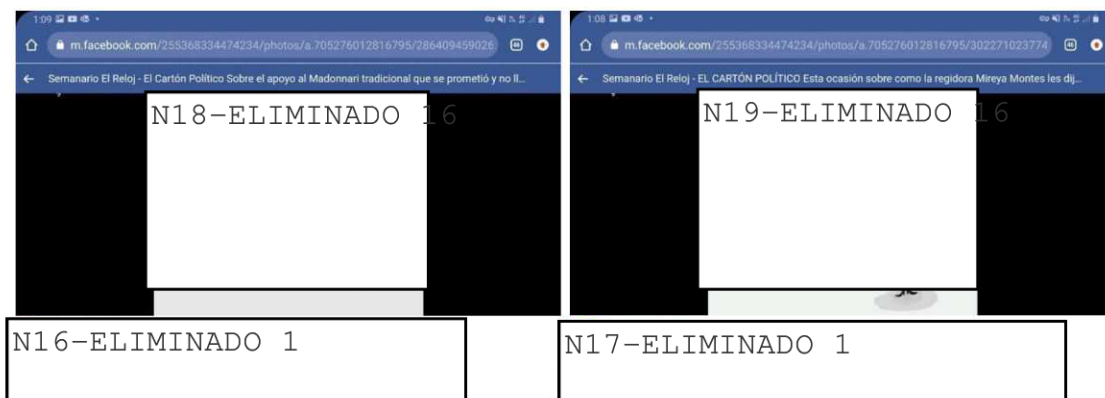 1:09
m.facebook.com/255368334474234/photos/a.705276012816795/286409459026
Semanario El Reloj - El Cartón Político Sobre el apoyo al Madonnari tradicional que se prometió y no ll...
N18-ELIMINADO 16
N16-ELIMINADO 1
1:08
m.facebook.com/255368334474234/photos/a.705276012816795/302271023774
Semanario El Reloj - EL CARTÓN POLÍTICO Esta ocasión sobre como la regidora Mireya Montes les dij...
N19-ELIMINADO 16
N17-ELIMINADO 1